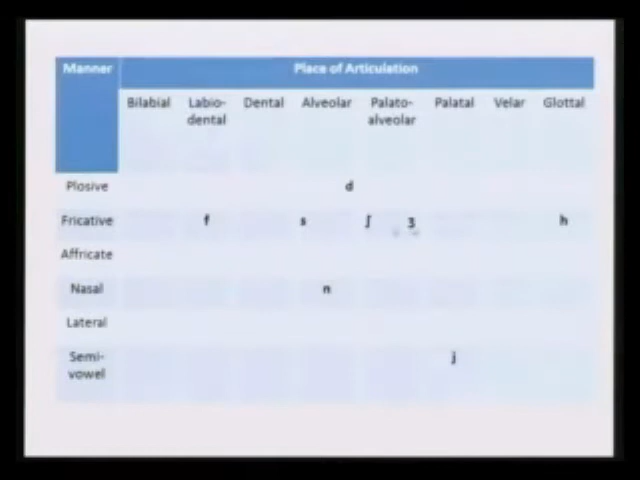 Manner Place of Articulation
Bilabial Labio-dental Dental Alveolar Palato-alveolar Palatal Velar Glottal
Plosive d
Fricative f s ʃ ʒ h
Affricate
Nasal n
Lateral
Semi-vowel j